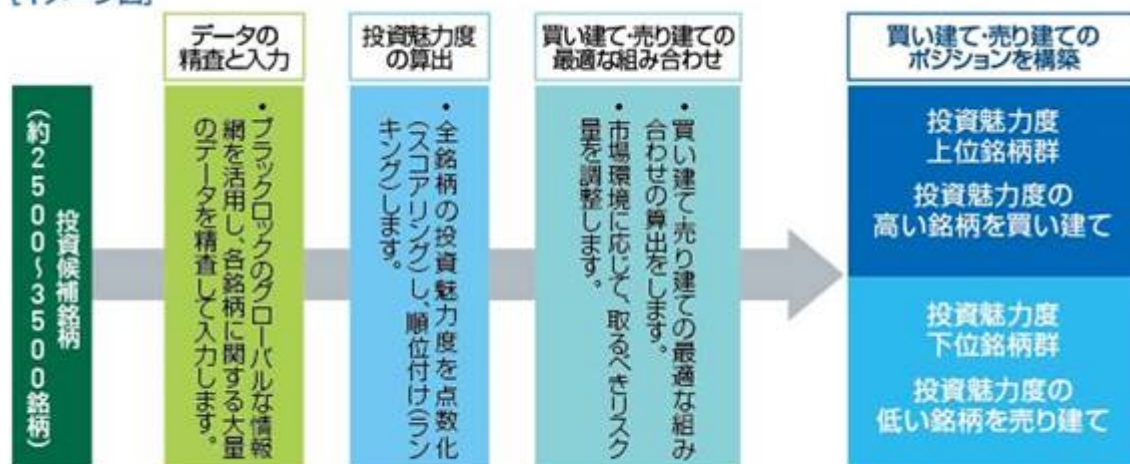 [イメージ図]
データの
精査と入力
投資魅力度
の算出
買い建て・売り建ての
最適な組み合わせ
買い建て・売り建ての
ポジションを構築
投資候補銘柄
(約2500~3500銘柄)
・ブラックロックのグローバルな情報
網を活用し、各銘柄に関する大量
のデータを精査して入力します。
・全銘柄の投資魅力度を点数化
(スコアリング)し、順位付け(ラン
キング)します。
・買い建て・売り建ての最適な組み
合わせの算出をします。
・市場環境に応じて、取るべきリスク
量を調整します。
投資魅力度
上位銘柄群
投資魅力度の
高い銘柄を買い建て
投資魅力度
下位銘柄群
投資魅力度の
低い銘柄を売り建て